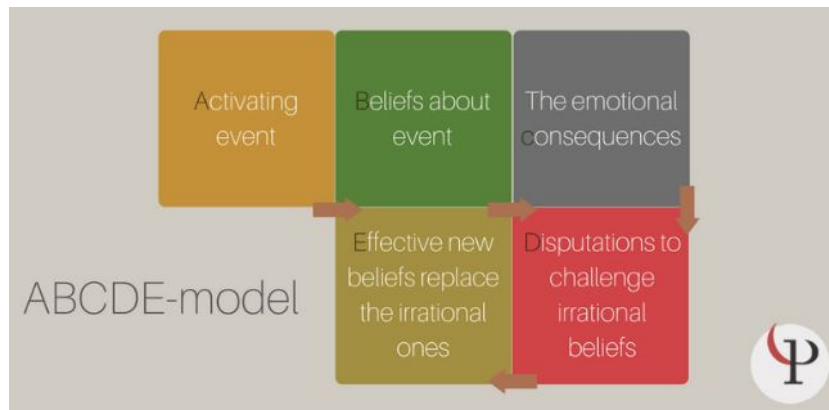 Activating
event
Beliefs about
event
The emotional
consequences
Effective new
beliefs replace
the irrational
ones
Disputations to
challenge
irrational
beliefs
ABCDE-model